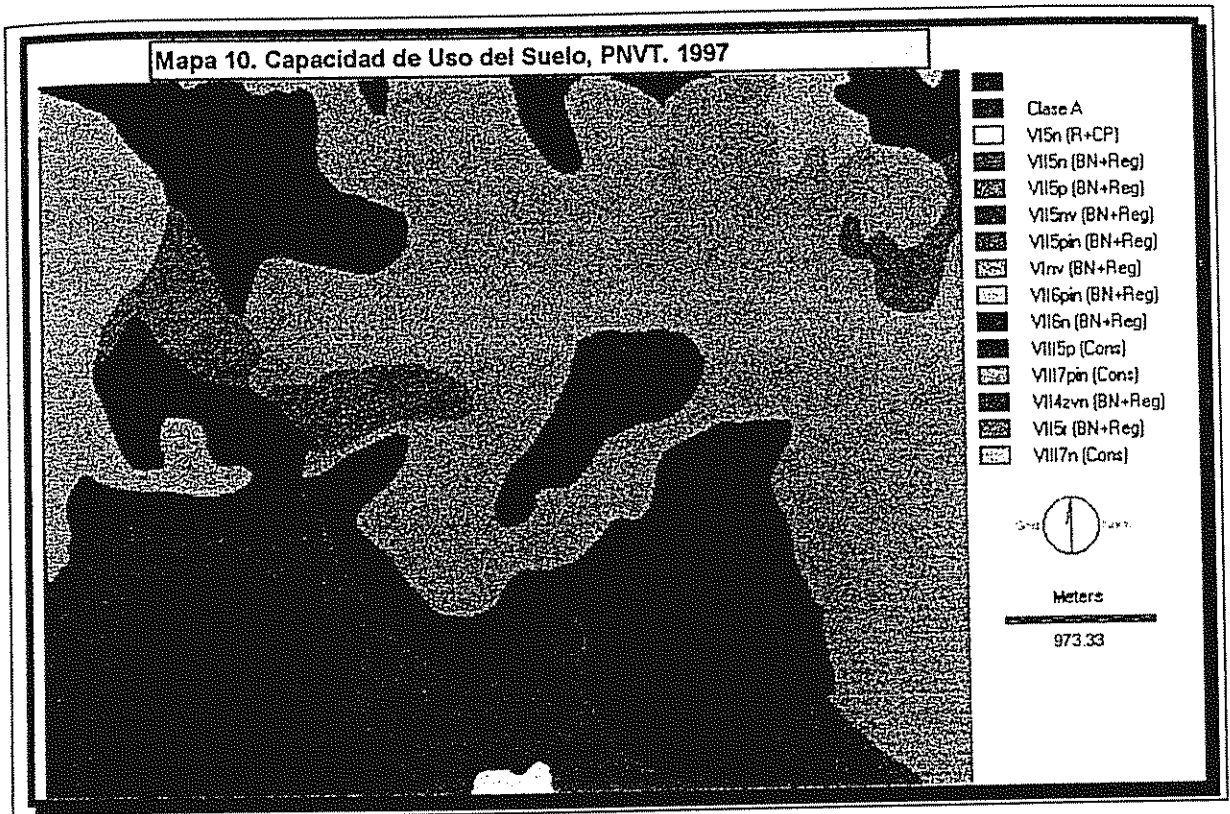 Mapa 10. Capacidad de Uso del Suelo, PNVT. 1997
Clase A
VI5n (R+CP)
VII5n (BN+Reg)
VII5p (BN+Reg)
VII5nv (BN+Reg)
VII5pin (BN+Reg)
VInv (BN+Reg)
VII6pin (BN+Reg)
VII6n (BN+Reg)
VIII5p (Cons)
VIII7pin (Cons)
VII4zvn (BN+Reg)
VII5r (BN+Reg)
VIII7n (Cons)
Grid
Meters
973.33